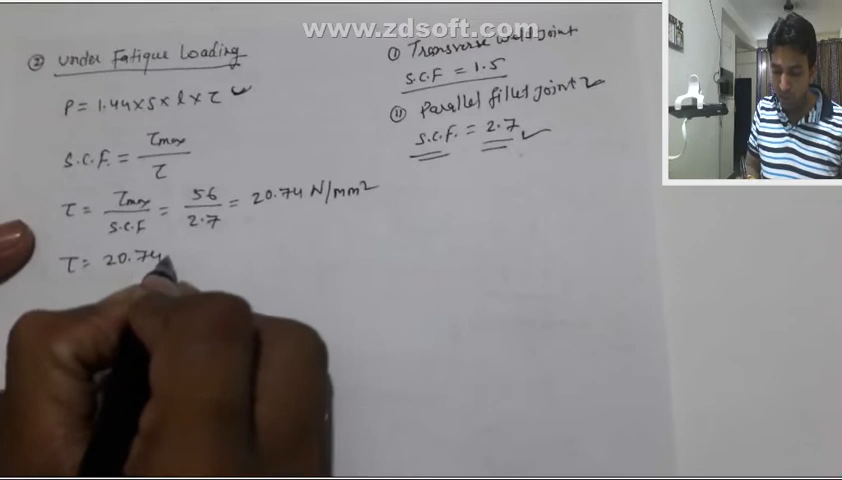 www.zdsoft.com
② Under Fatigue Loading
P = 1.44 × S × l × τ
S.C.F. = τmax / τ
τ = τmax / S.C.F = 56 / 2.7 = 20.74 N/mm²
τ = 20.74
① Transverse weld joint
S.C.F = 1.5
② Parallel fillet joint
S.C.F. = 2.7